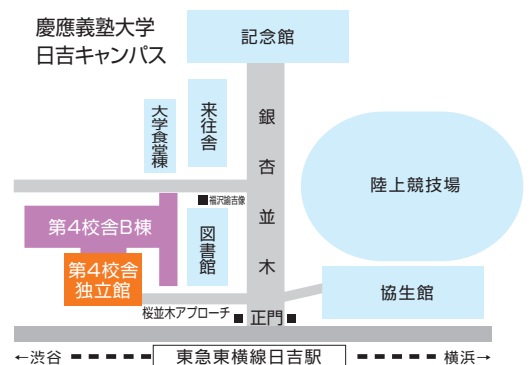 慶應義塾大学
日吉キャンパス
記念館
大学食堂棟
来往舎
銀杏並木
陸上競技場
■福沢諭吉像
第4校舎B棟
図書館
第4校舎
独立館
協生館
桜並木アプローチ
■正門■
←渋谷
東急東横線日吉駅
横浜→